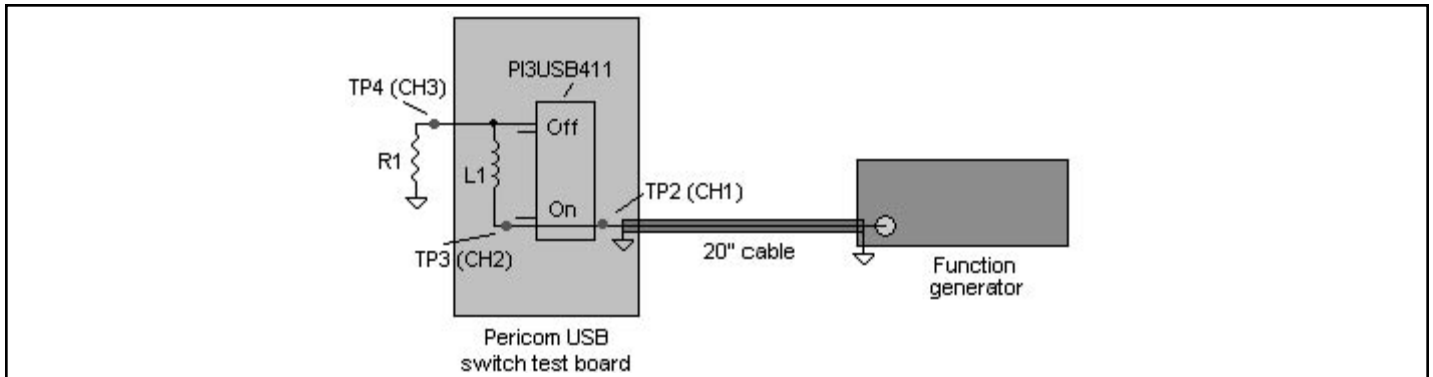 PI3USB411
TP4 (CH3)
Off
R1
L1
TP2 (CH1)
On
TP3 (CH2)
20" cable
Function
generator
Pericom USB
switch test board